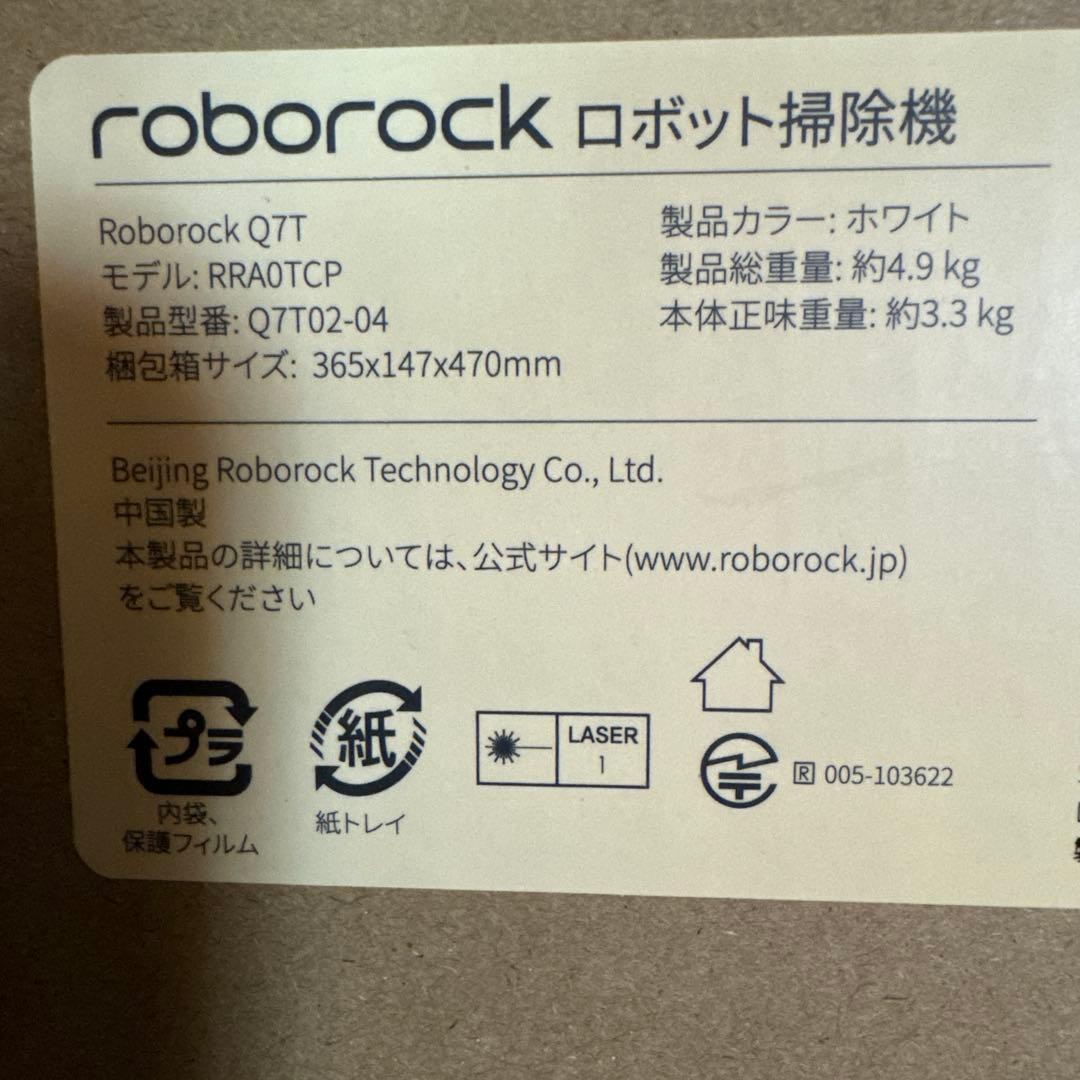 roborock ロボット掃除機
Roborock Q7T
モデル: RRA0TCP
製品型番: Q7T02-04
梱包箱サイズ: 365x147x470mm
製品カラー: ホワイト
製品総重量: 約4.9 kg
本体正味重量: 約3.3 kg
Beijing Roborock Technology Co., Ltd.
中国製
本製品の詳細については、公式サイト(www.roborock.jp)
をご覧ください
プラ
内袋、
保護フィルム
紙
紙トレイ
LASER
1
R 005-103622